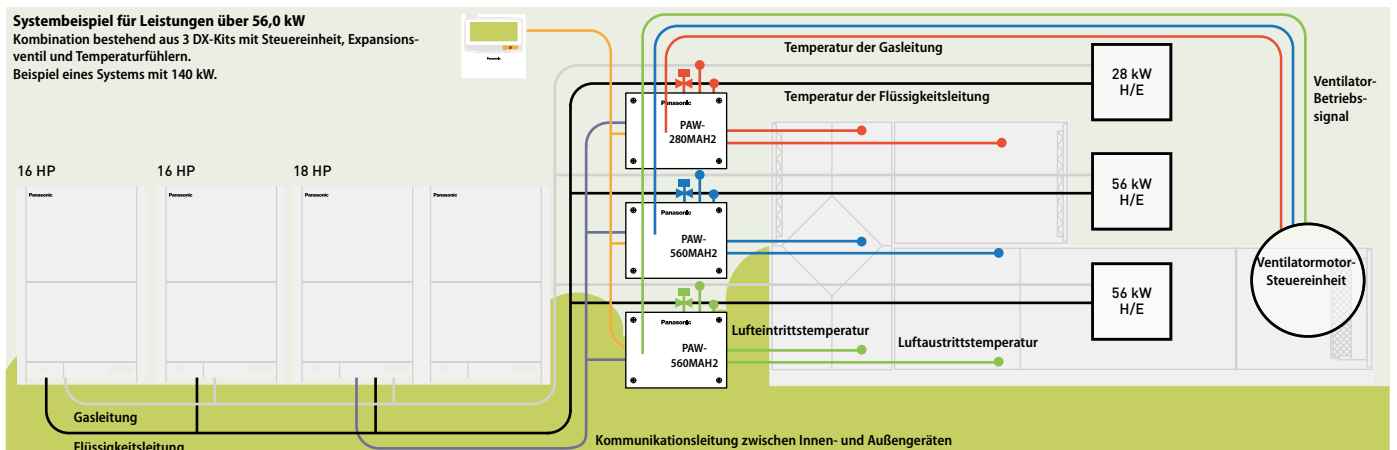 Systembeispiel für Leistungen über 56,0 kW
Kombination bestehend aus 3 DX-Kits mit Steuereinheit, Expansions-
ventil und Temperaturfühlern.
Beispiel eines Systems mit 140 kW.
Panasonic
Temperatur der Gasleitung
Temperatur der Flüssigkeitsleitung
28 kW
H/E
Ventilator-
Betriebs-
signal
Panasonic
PAW-
280MAH2
16 HP
16 HP
18 HP
Panasonic
Panasonic
Panasonic
Panasonic
56 kW
H/E
Panasonic
PAW-
560MAH2
Ventilatormotor-
Steuereinheit
56 kW
H/E
Panasonic
PAW-
560MAH2
Lufteintrittstemperatur
Luftaustrittstemperatur
Gasleitung
Flüssigkeitsleitung
Kommunikationsleitung zwischen Innen- und Außengeräten